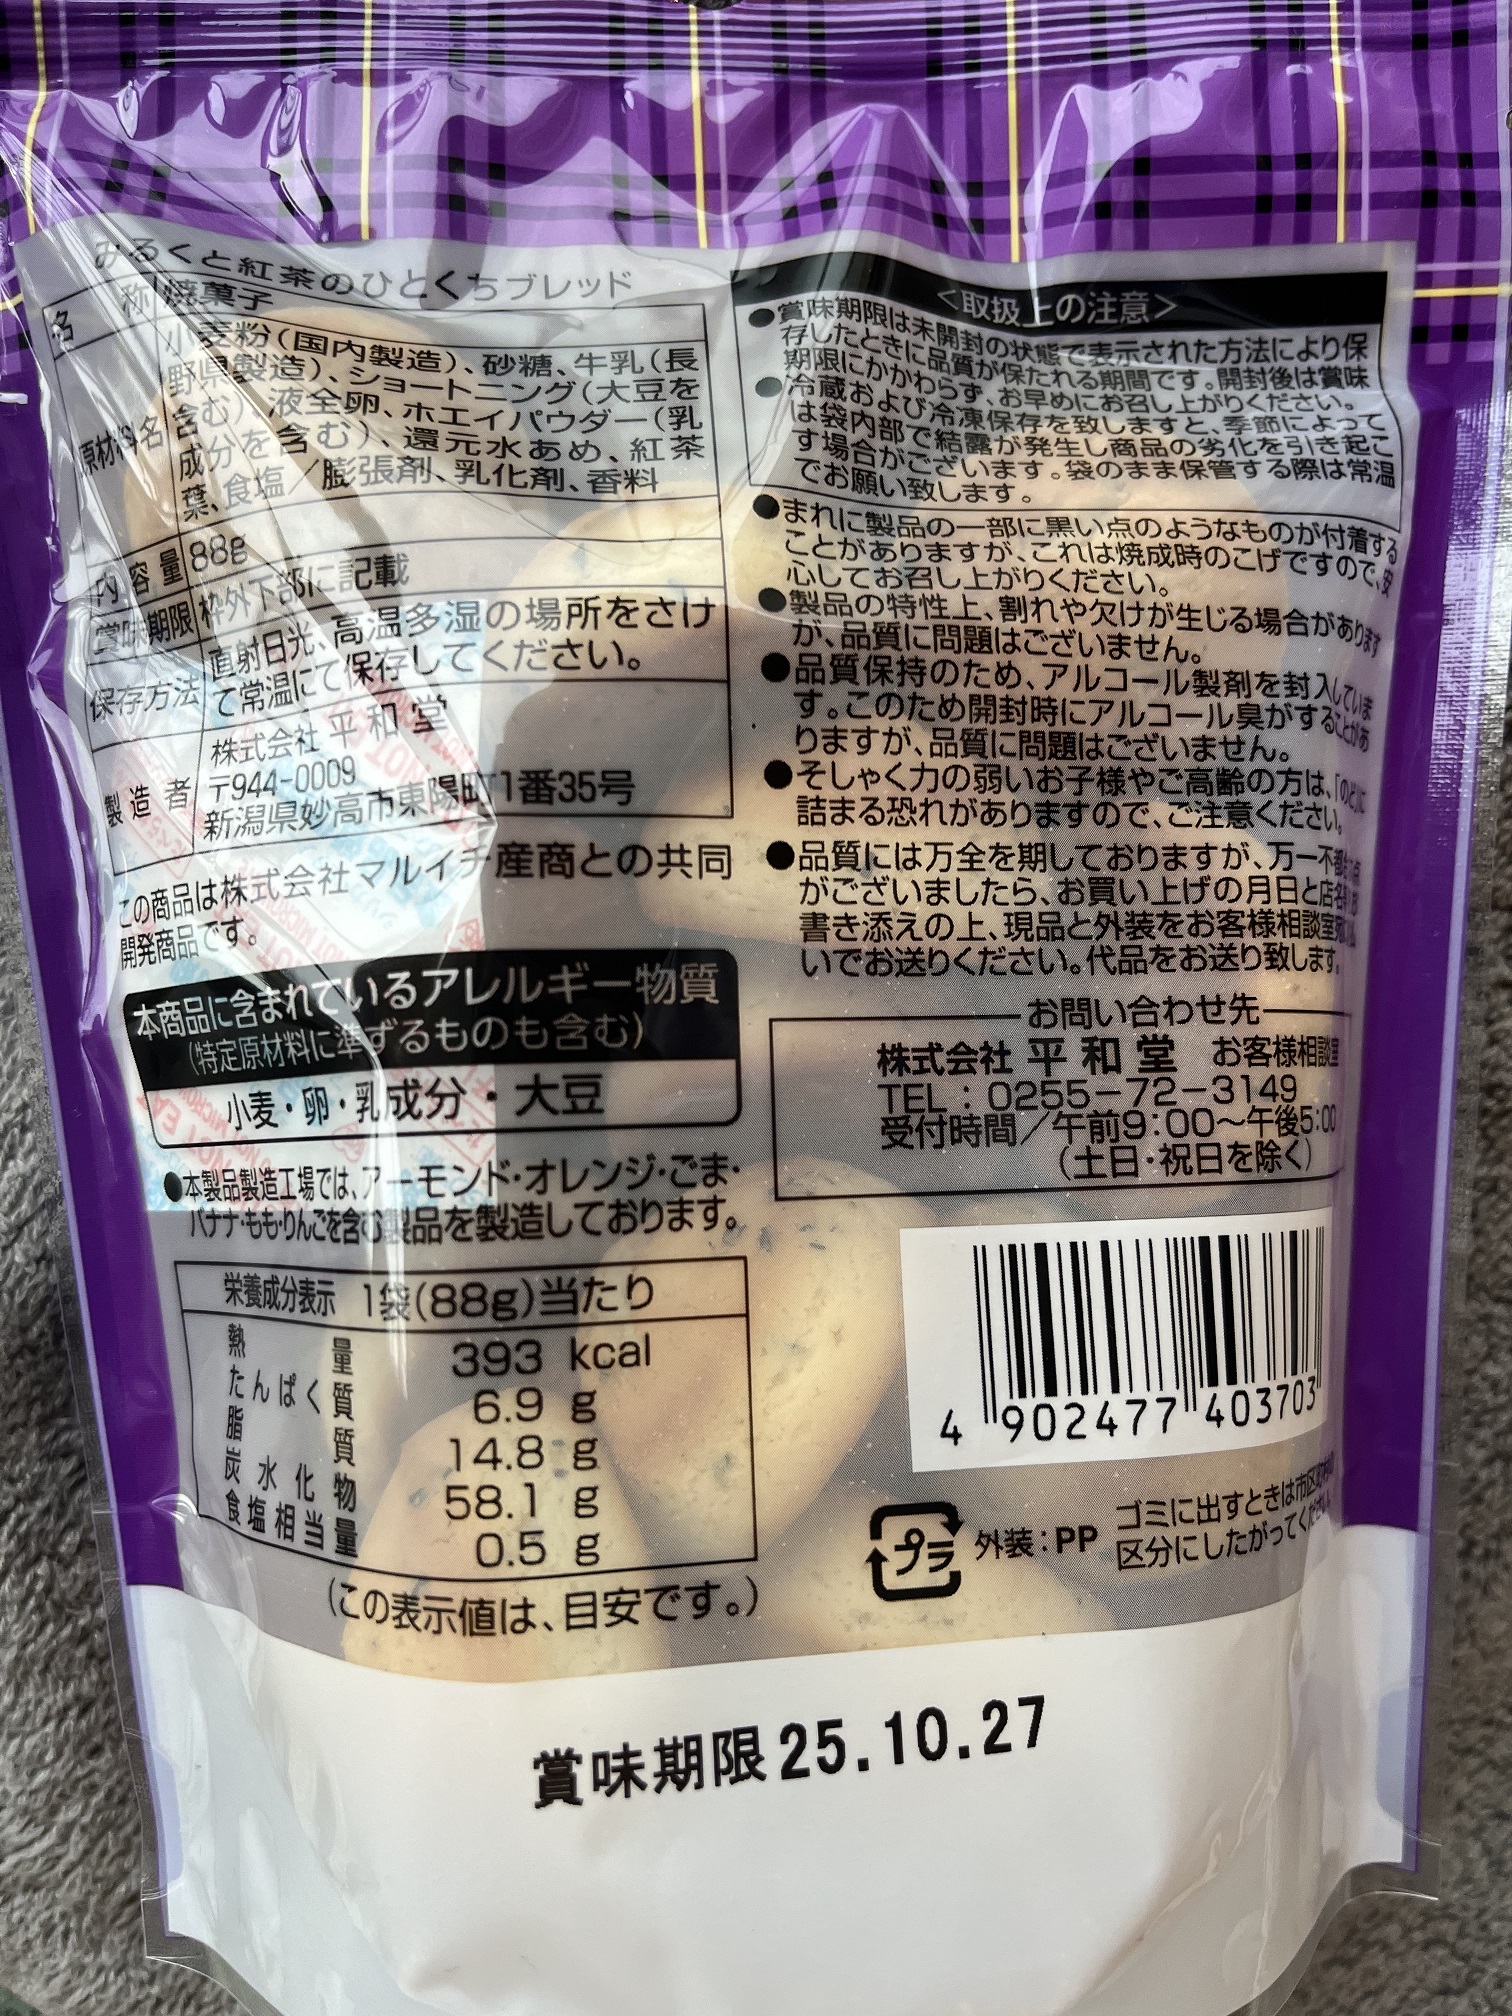 みるくと紅茶のひとくちブレッド
名称 焼菓子
原材料名 小麦粉(国内製造)、砂糖、牛乳(長
野県製造)、ショートニング(大豆を
含む)、液全卵、ホエイパウダー(乳
成分を含む)、還元水あめ、紅茶
葉、食塩／膨張剤、乳化剤、香料
内容量 88g
賞味期限 枠外下部に記載
保存方法 直射日光、高温多湿の場所をさけ
て常温にて保存してください。
製造者 株式会社 平和堂
〒944-0009
新潟県妙高市東陽町1番35号
この商品は株式会社マルイチ産商との共同
開発商品です。
本商品に含まれているアレルギー物質
(特定原材料に準ずるものも含む)
小麦・卵・乳成分・大豆
●本製品製造工場では、アーモンド・オレンジ・ごま・
バナナ・もも・りんごを含む製品を製造しております。
栄養成分表示 1袋(88g)当たり
熱量 393 kcal
たんぱく質 6.9 g
脂質 14.8 g
炭水化物 58.1 g
食塩相当量 0.5 g
(この表示値は、目安です。)
＜取扱上の注意＞
●賞味期限は未開封の状態で表示された方法により保
存したときに品質が保たれる期間です。開封後は賞味
期限にかかわらず、お早めにお召し上がりください。
●冷蔵および冷凍保存を致しますと、季節によって
は袋内部で結露が発生し商品の劣化を引き起こ
す場合がございます。袋のまま保管する際は常温
でお願い致します。
●まれに製品の一部に黒い点のようなものが付着する
ことがありますが、これは焼成時のこげですので、安
心してお召し上がりください。
●製品の特性上、割れや欠けが生じる場合があります
が、品質に問題はございません。
●品質保持のため、アルコール製剤を封入していま
す。このため開封時にアルコール臭がすることがあ
りますが、品質に問題はございません。
●そしゃく力の弱いお子様やご高齢の方は、「のど」に
詰まる恐れがありますので、ご注意ください。
●品質には万全を期しておりますが、万一不都合な点
がございましたら、お買い上げの月日と店名
書き添えの上、現品と外装をお客様相談室
いでお送りください。代品をお送り致します。
お問い合わせ先
株式会社 平和堂 お客様相談室
TEL：0255-72-3149
受付時間／午前9:00～午後5:00
(土日・祝日を除く)
4 902477 403703
プラ 外装：PP
ゴミに出すときは市区町村の
区分にしたがってください。
賞味期限25.10.27